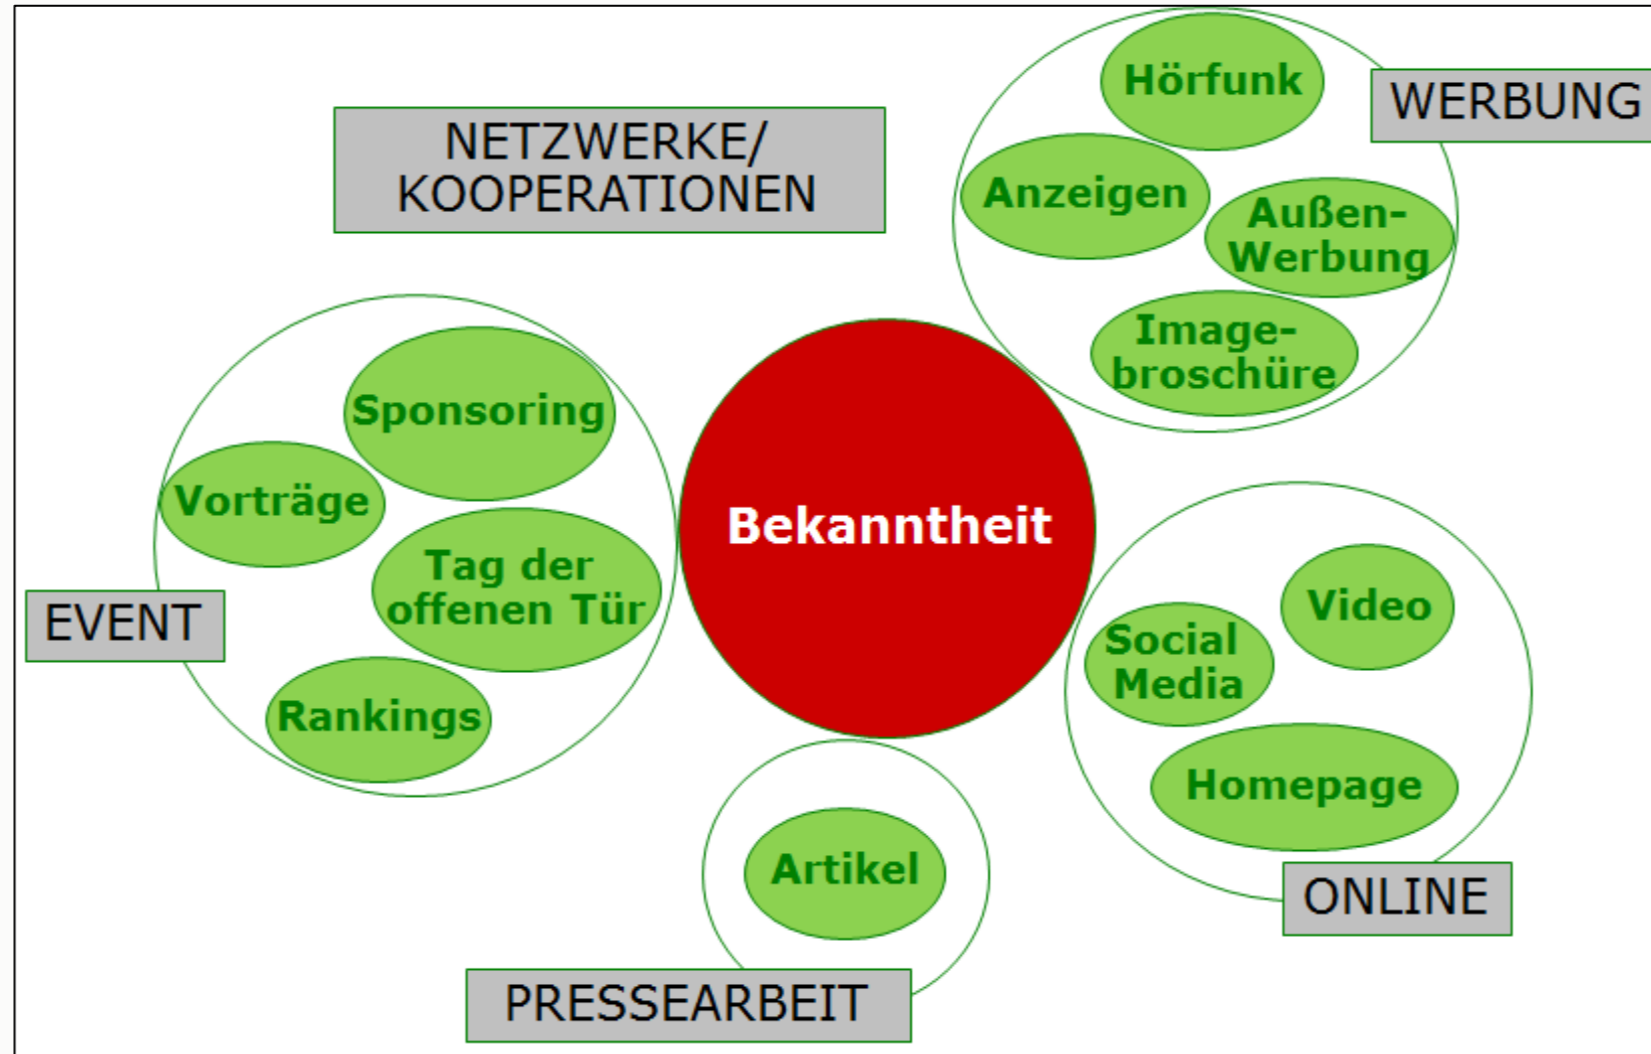 Hörfunk
WERBUNG
NETZWERKE/
KOOPERATIONEN
Anzeigen
Außen-
Werbung
Image-
broschüre
Sponsoring
Vorträge
Tag der
offenen Tür
EVENT
Rankings
Bekanntheit
Video
Social
Media
Homepage
ONLINE
Artikel
PRESSEARBEIT